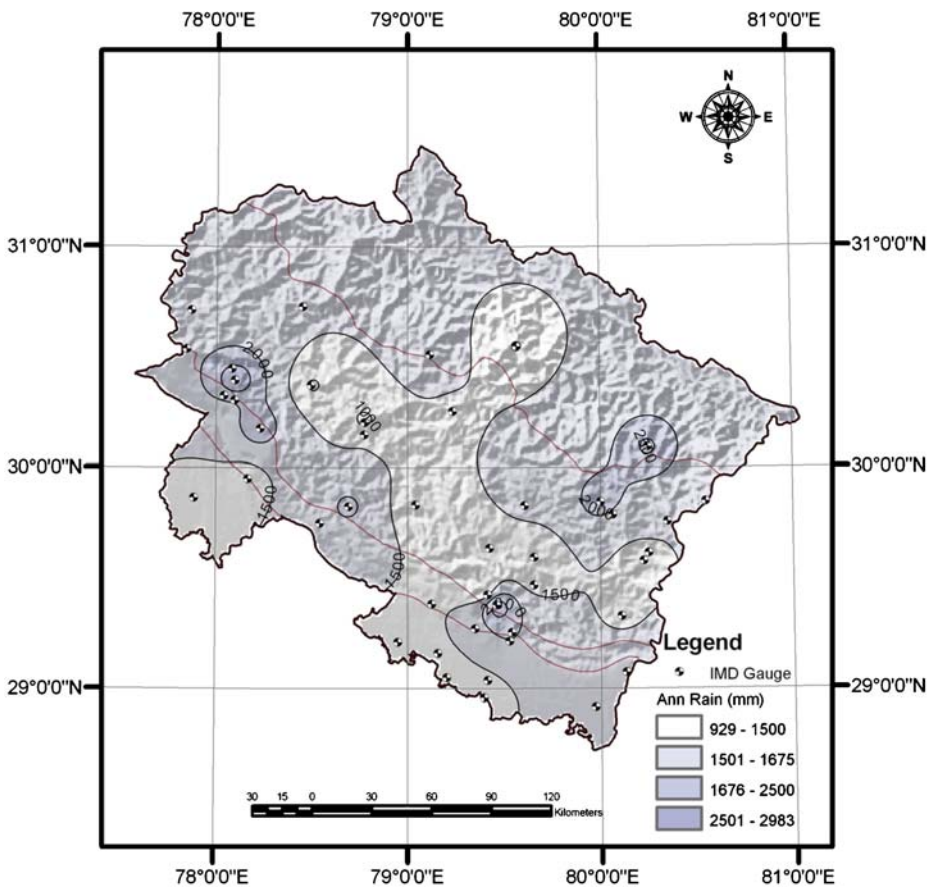 78°0'0"E 79°0'0"E 80°0'0"E 81°0'0"E
N
W E
S
31°0'0"N 31°0'0"N
2000
1000
30°0'0"N 30°0'0"N
2000
1500
1500
1500
Legend
IMD Gauge
29°0'0"N 29°0'0"N
Ann Rain (mm)
929 - 1500
1501 - 1675
1676 - 2500
2501 - 2983
30 15 0 30 60 90 120
Kilometers
78°0'0"E 79°0'0"E 80°0'0"E 81°0'0"E